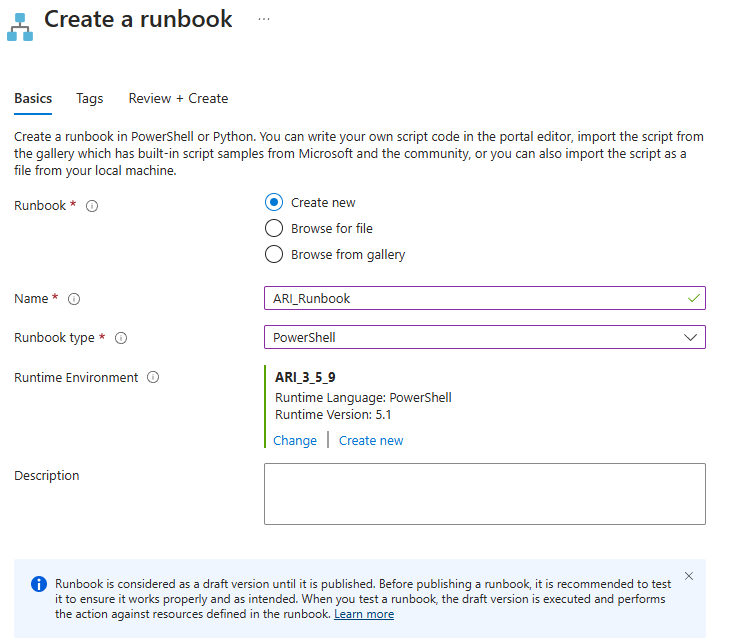 Create a runbook ...
Basics Tags Review + Create
Create a runbook in PowerShell or Python. You can write your own script code in the portal editor, import the script from
the gallery which has built-in script samples from Microsoft and the community, or you can also import the script as a
file from your local machine.
Runbook *
Create new
Browse for file
Browse from gallery
Name *
ARI_Runbook
Runbook type *
PowerShell
Runtime Environment
ARI_3_5_9
Runtime Language: PowerShell
Runtime Version: 5.1
Change | Create new
Description
Runbook is considered as a draft version until it is published. Before publishing a runbook, it is recommended to test
it to ensure it works properly and as intended. When you test a runbook, the draft version is executed and performs
the action against resources defined in the runbook. Learn more